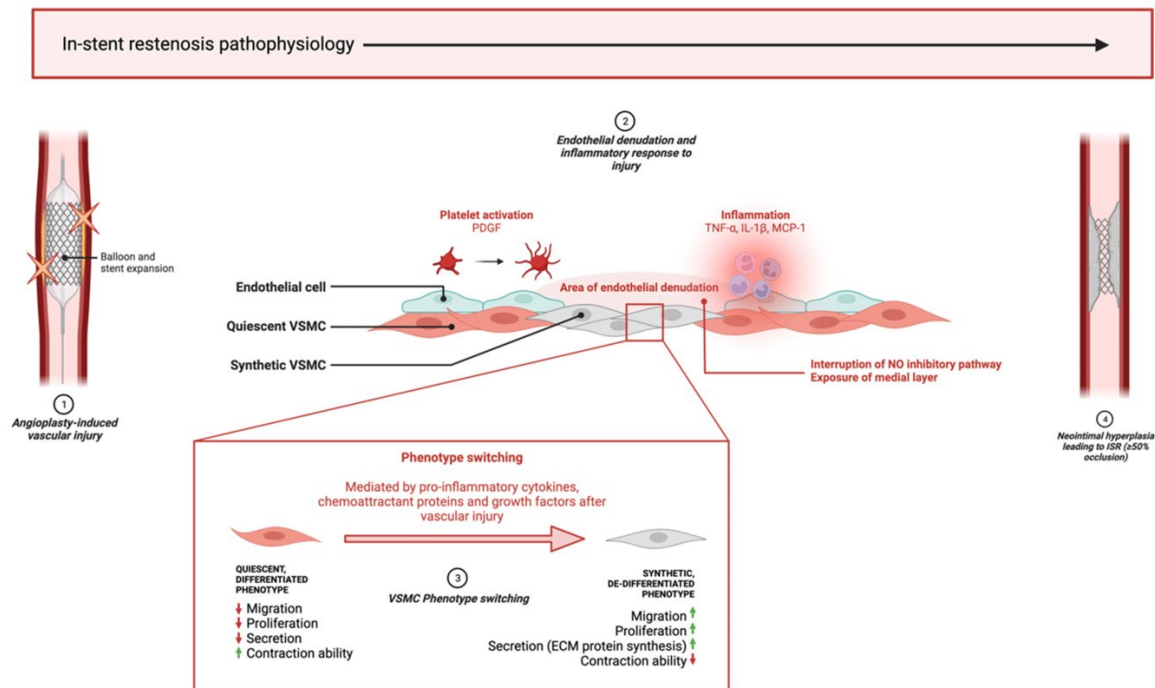 In-stent restenosis pathophysiology
2
Endothelial denudation and
inflammatory response to
injury
Balloon and
stent expansion
1
Angioplasty-induced
vascular injury
Platelet activation
PDGF
Inflammation
TNF-α, IL-1β, MCP-1
Area of endothelial denudation
Endothelial cell
Quiescent VSMC
Synthetic VSMC
Interruption of NO inhibitory pathway
Exposure of medial layer
4
Neointimal hyperplasia
leading to ISR (≥50%
occlusion)
Phenotype switching
Mediated by pro-inflammatory cytokines,
chemoattractant proteins and growth factors after
vascular injury
QUIESCENT,
DIFFERENTIATED
PHENOTYPE
↓ Migration
↓ Proliferation
↓ Secretion
↑ Contraction ability
3
VSMC Phenotype switching
SYNTHETIC,
DE-DIFFERENTIATED
PHENOTYPE
Migration ↑
Proliferation ↑
Secretion (ECM protein synthesis) ↑
Contraction ability ↓